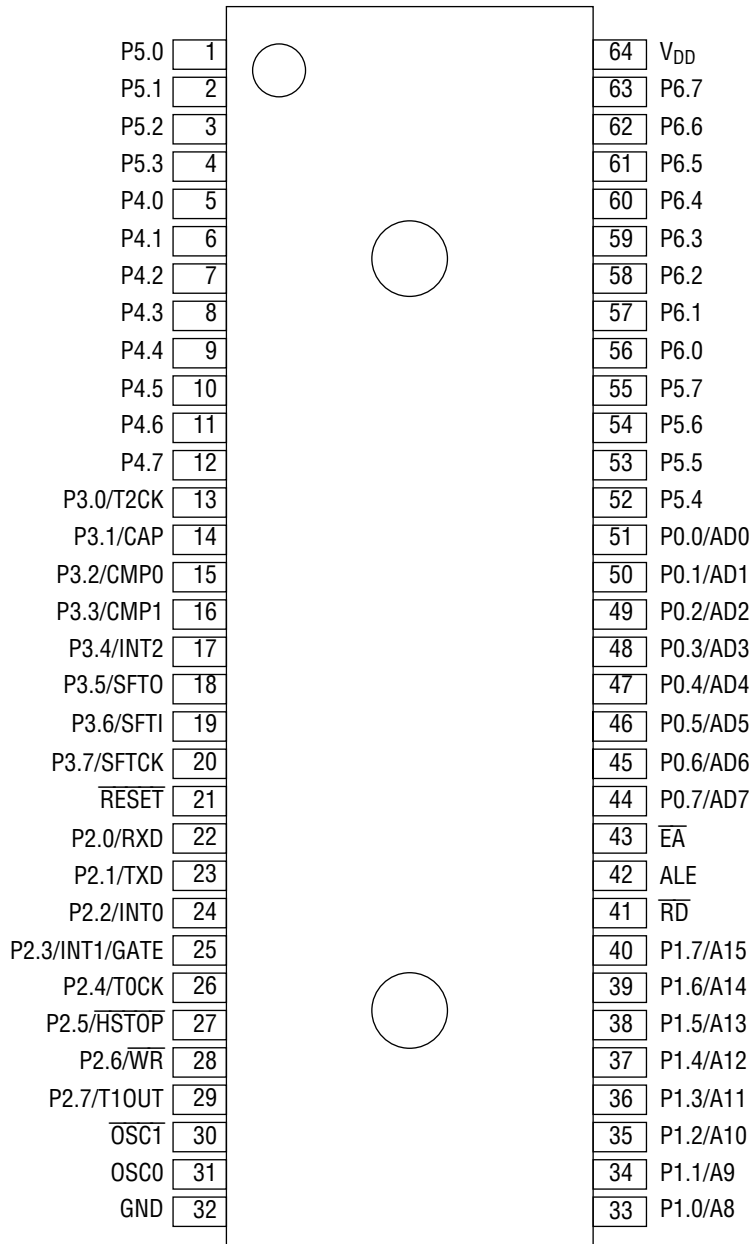 P5.0 1 64 VDD
P5.1 2 63 P6.7
P5.2 3 62 P6.6
P5.3 4 61 P6.5
P4.0 5 60 P6.4
P4.1 6 59 P6.3
P4.2 7 58 P6.2
P4.3 8 57 P6.1
P4.4 9 56 P6.0
P4.5 10 55 P5.7
P4.6 11 54 P5.6
P4.7 12 53 P5.5
P3.0/T2CK 13 52 P5.4
P3.1/CAP 14 51 P0.0/AD0
P3.2/CMP0 15 50 P0.1/AD1
P3.3/CMP1 16 49 P0.2/AD2
P3.4/INT2 17 48 P0.3/AD3
P3.5/SFTO 18 47 P0.4/AD4
P3.6/SFTI 19 46 P0.5/AD5
P3.7/SFTCK 20 45 P0.6/AD6
R̅E̅S̅E̅T̅ 21 44 P0.7/AD7
P2.0/RXD 22 43 E̅A̅
P2.1/TXD 23 42 ALE
P2.2/INT0 24 41 R̅D̅
P2.3/INT1/GATE 25 40 P1.7/A15
P2.4/T0CK 26 39 P1.6/A14
P2.5/H̅S̅T̅O̅P̅ 27 38 P1.5/A13
P2.6/W̅R̅ 28 37 P1.4/A12
P2.7/T1OUT 29 36 P1.3/A11
O̅S̅C̅1̅ 30 35 P1.2/A10
OSC0 31 34 P1.1/A9
GND 32 33 P1.0/A8